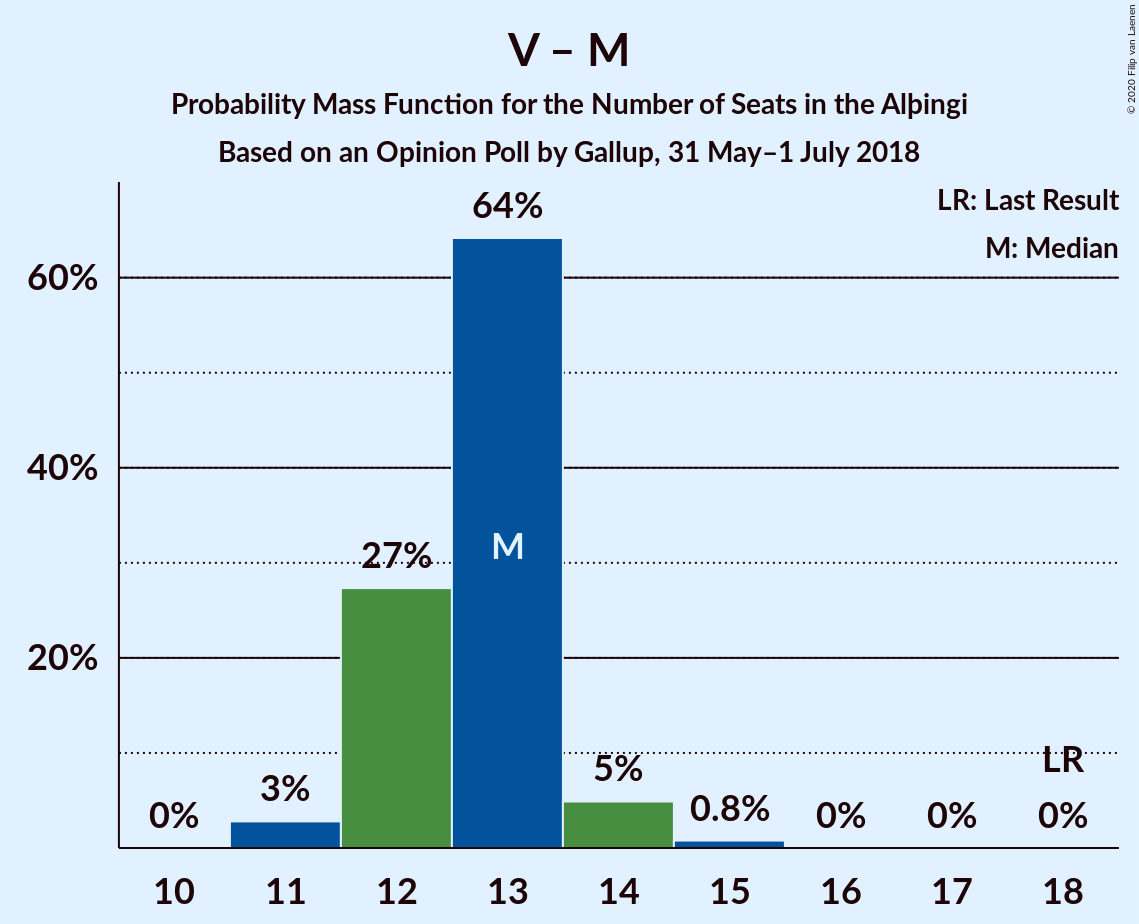 V – M
Probability Mass Function for the Number of Seats in the Alþingi
Based on an Opinion Poll by Gallup, 31 May–1 July 2018
© 2020 Filip van Laenen
LR: Last Result
M: Median
60%
40%
20%
0%
3%
27%
64%
M
5%
0.8%
0%
0%
LR
0%
10 11 12 13 14 15 16 17 18